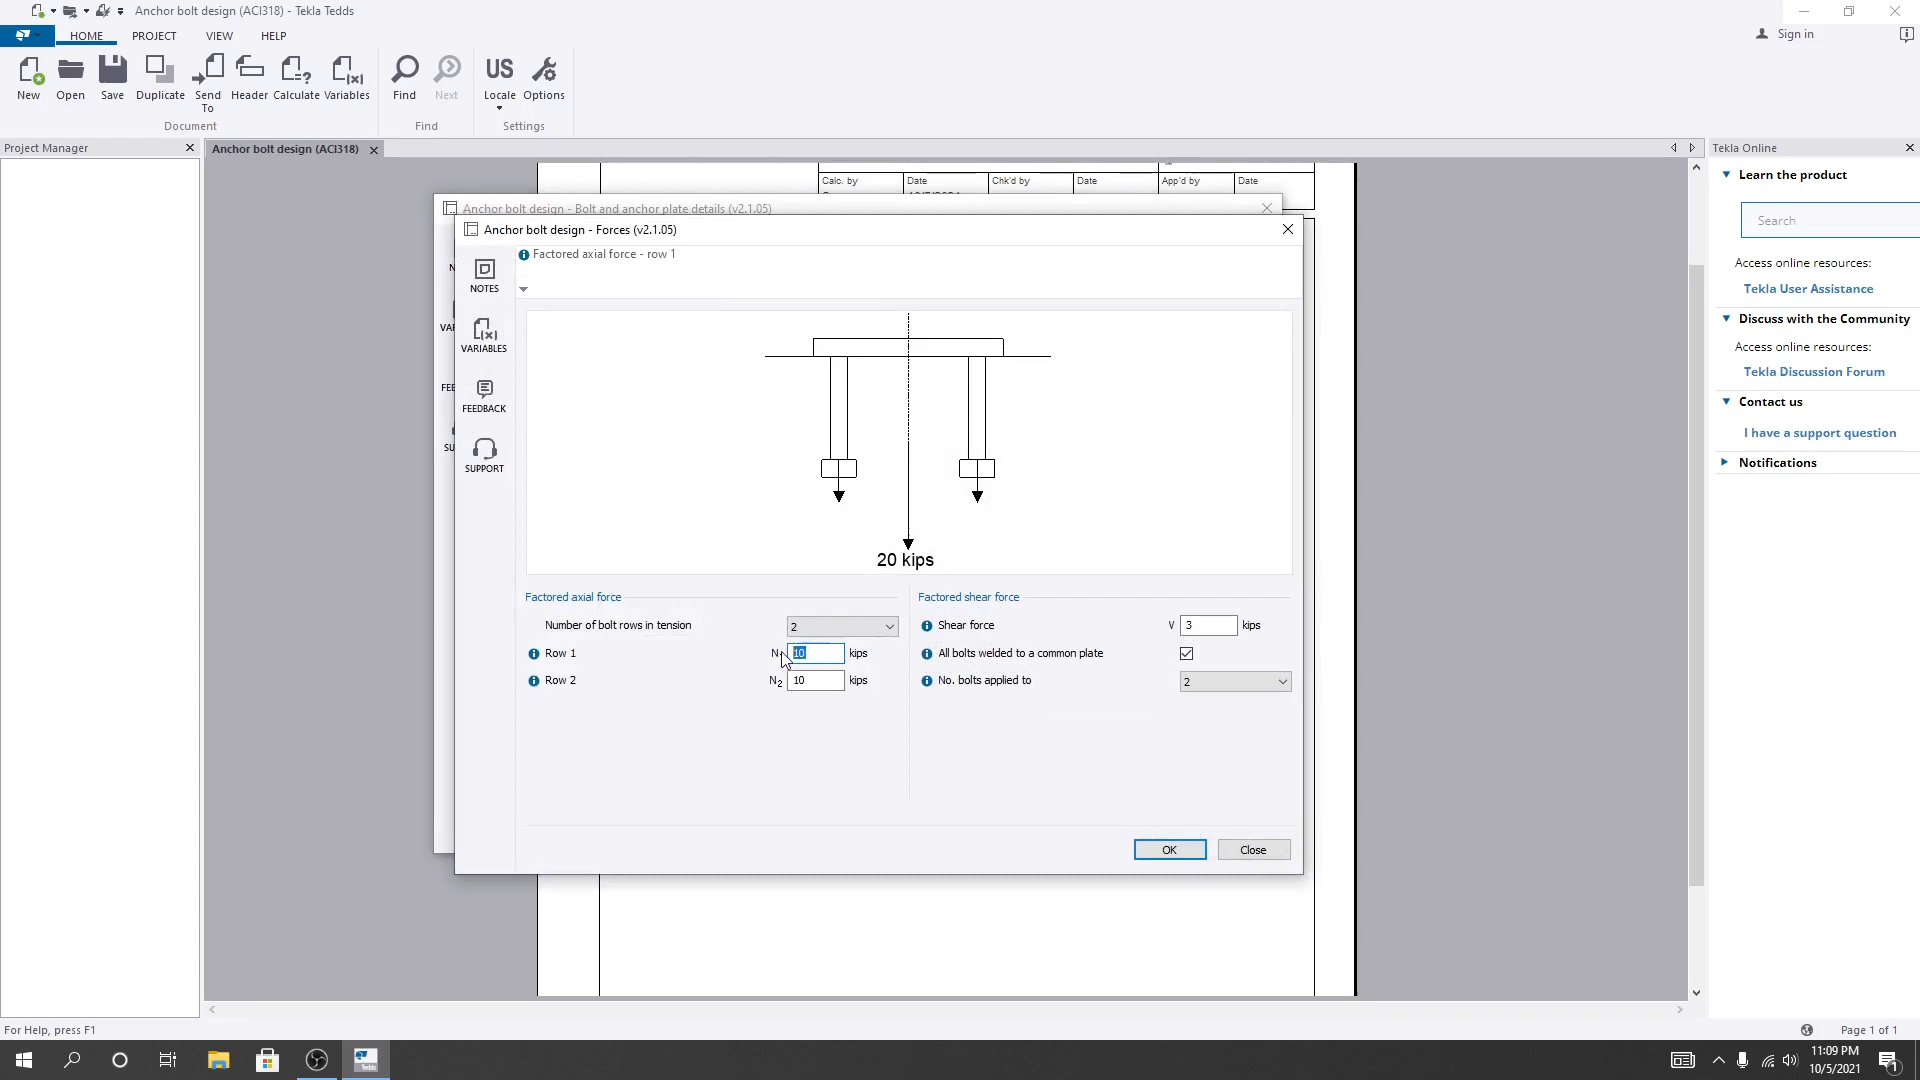 Anchor bolt design (ACI318) - Tekla Tedds
HOME
PROJECT
VIEW
HELP
Sign in
New
Open
Save
Duplicate
Send To
Header
Calculate
Variables
Find
Next
US
Locale
Options
Document
Find
Settings
Project Manager
Anchor bolt design (ACI318)
Tekla Online
Learn the product
Search
Access online resources:
Tekla User Assistance
Discuss with the Community
Access online resources:
Tekla Discussion Forum
Contact us
I have a support question
Notifications
Calc. by
Date
Chk'd by
Date
App'd by
Date
Anchor bolt design - Bolt and anchor plate details (v2.1.05)
Anchor bolt design - Forces (v2.1.05)
Factored axial force - row 1
NOTES
VARIABLES
FEEDBACK
SUPPORT
20 kips
Factored axial force
Number of bolt rows in tension
2
Row 1
N
10
kips
Row 2
N2
10
kips
Factored shear force
Shear force
V
3
kips
All bolts welded to a common plate
No. bolts applied to
2
OK
Close
For Help, press F1
Page 1 of 1
Tedds
11:09 PM
10/5/2021
1